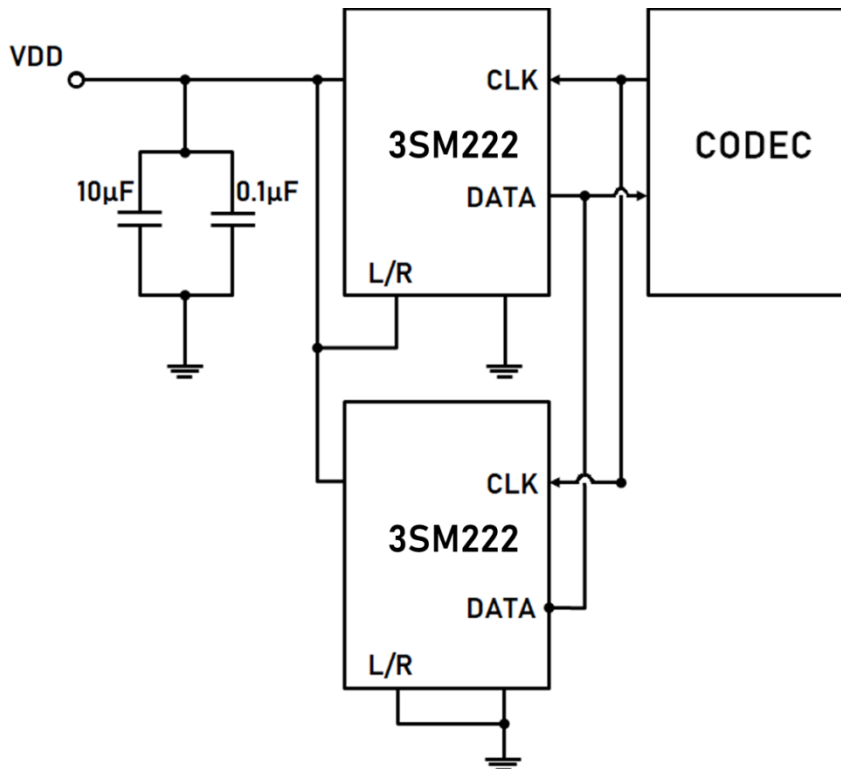 VDD
10µF
0.1µF
CLK
3SM222
DATA
L/R
CODEC
CLK
3SM222
DATA
L/R